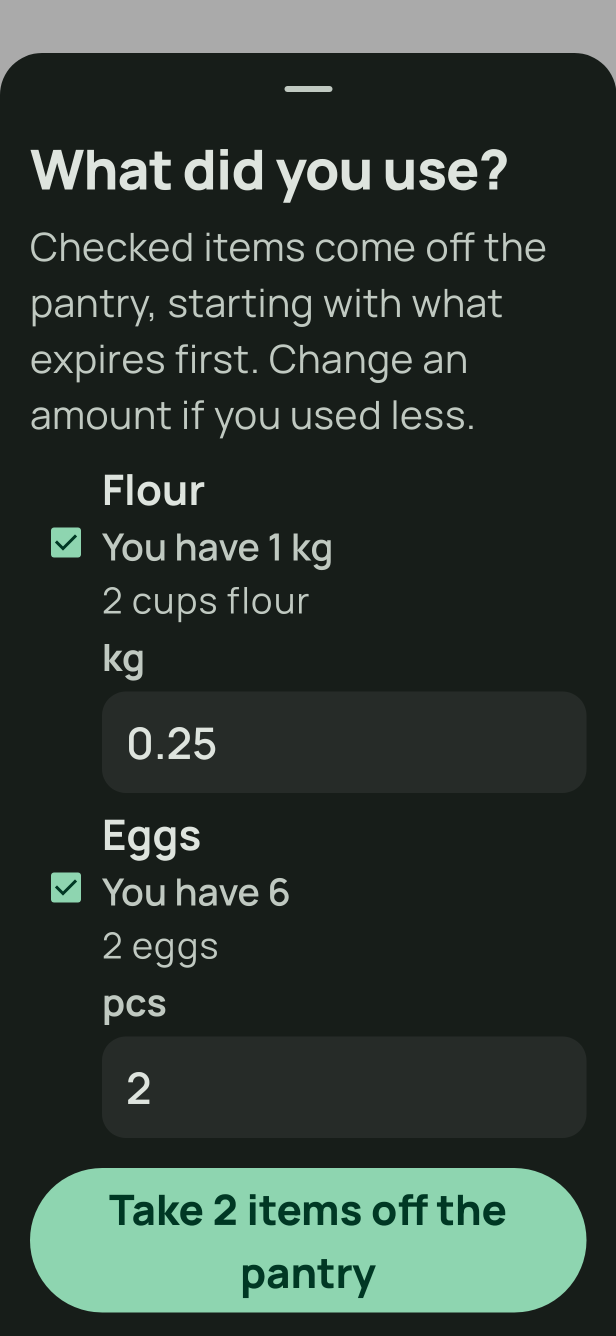 What did you use?
Checked items come off the
pantry, starting with what
expires first. Change an
amount if you used less.
Flour
You have 1 kg
2 cups flour
kg
0.25
Eggs
You have 6
2 eggs
pcs
2
Take 2 items off the
pantry